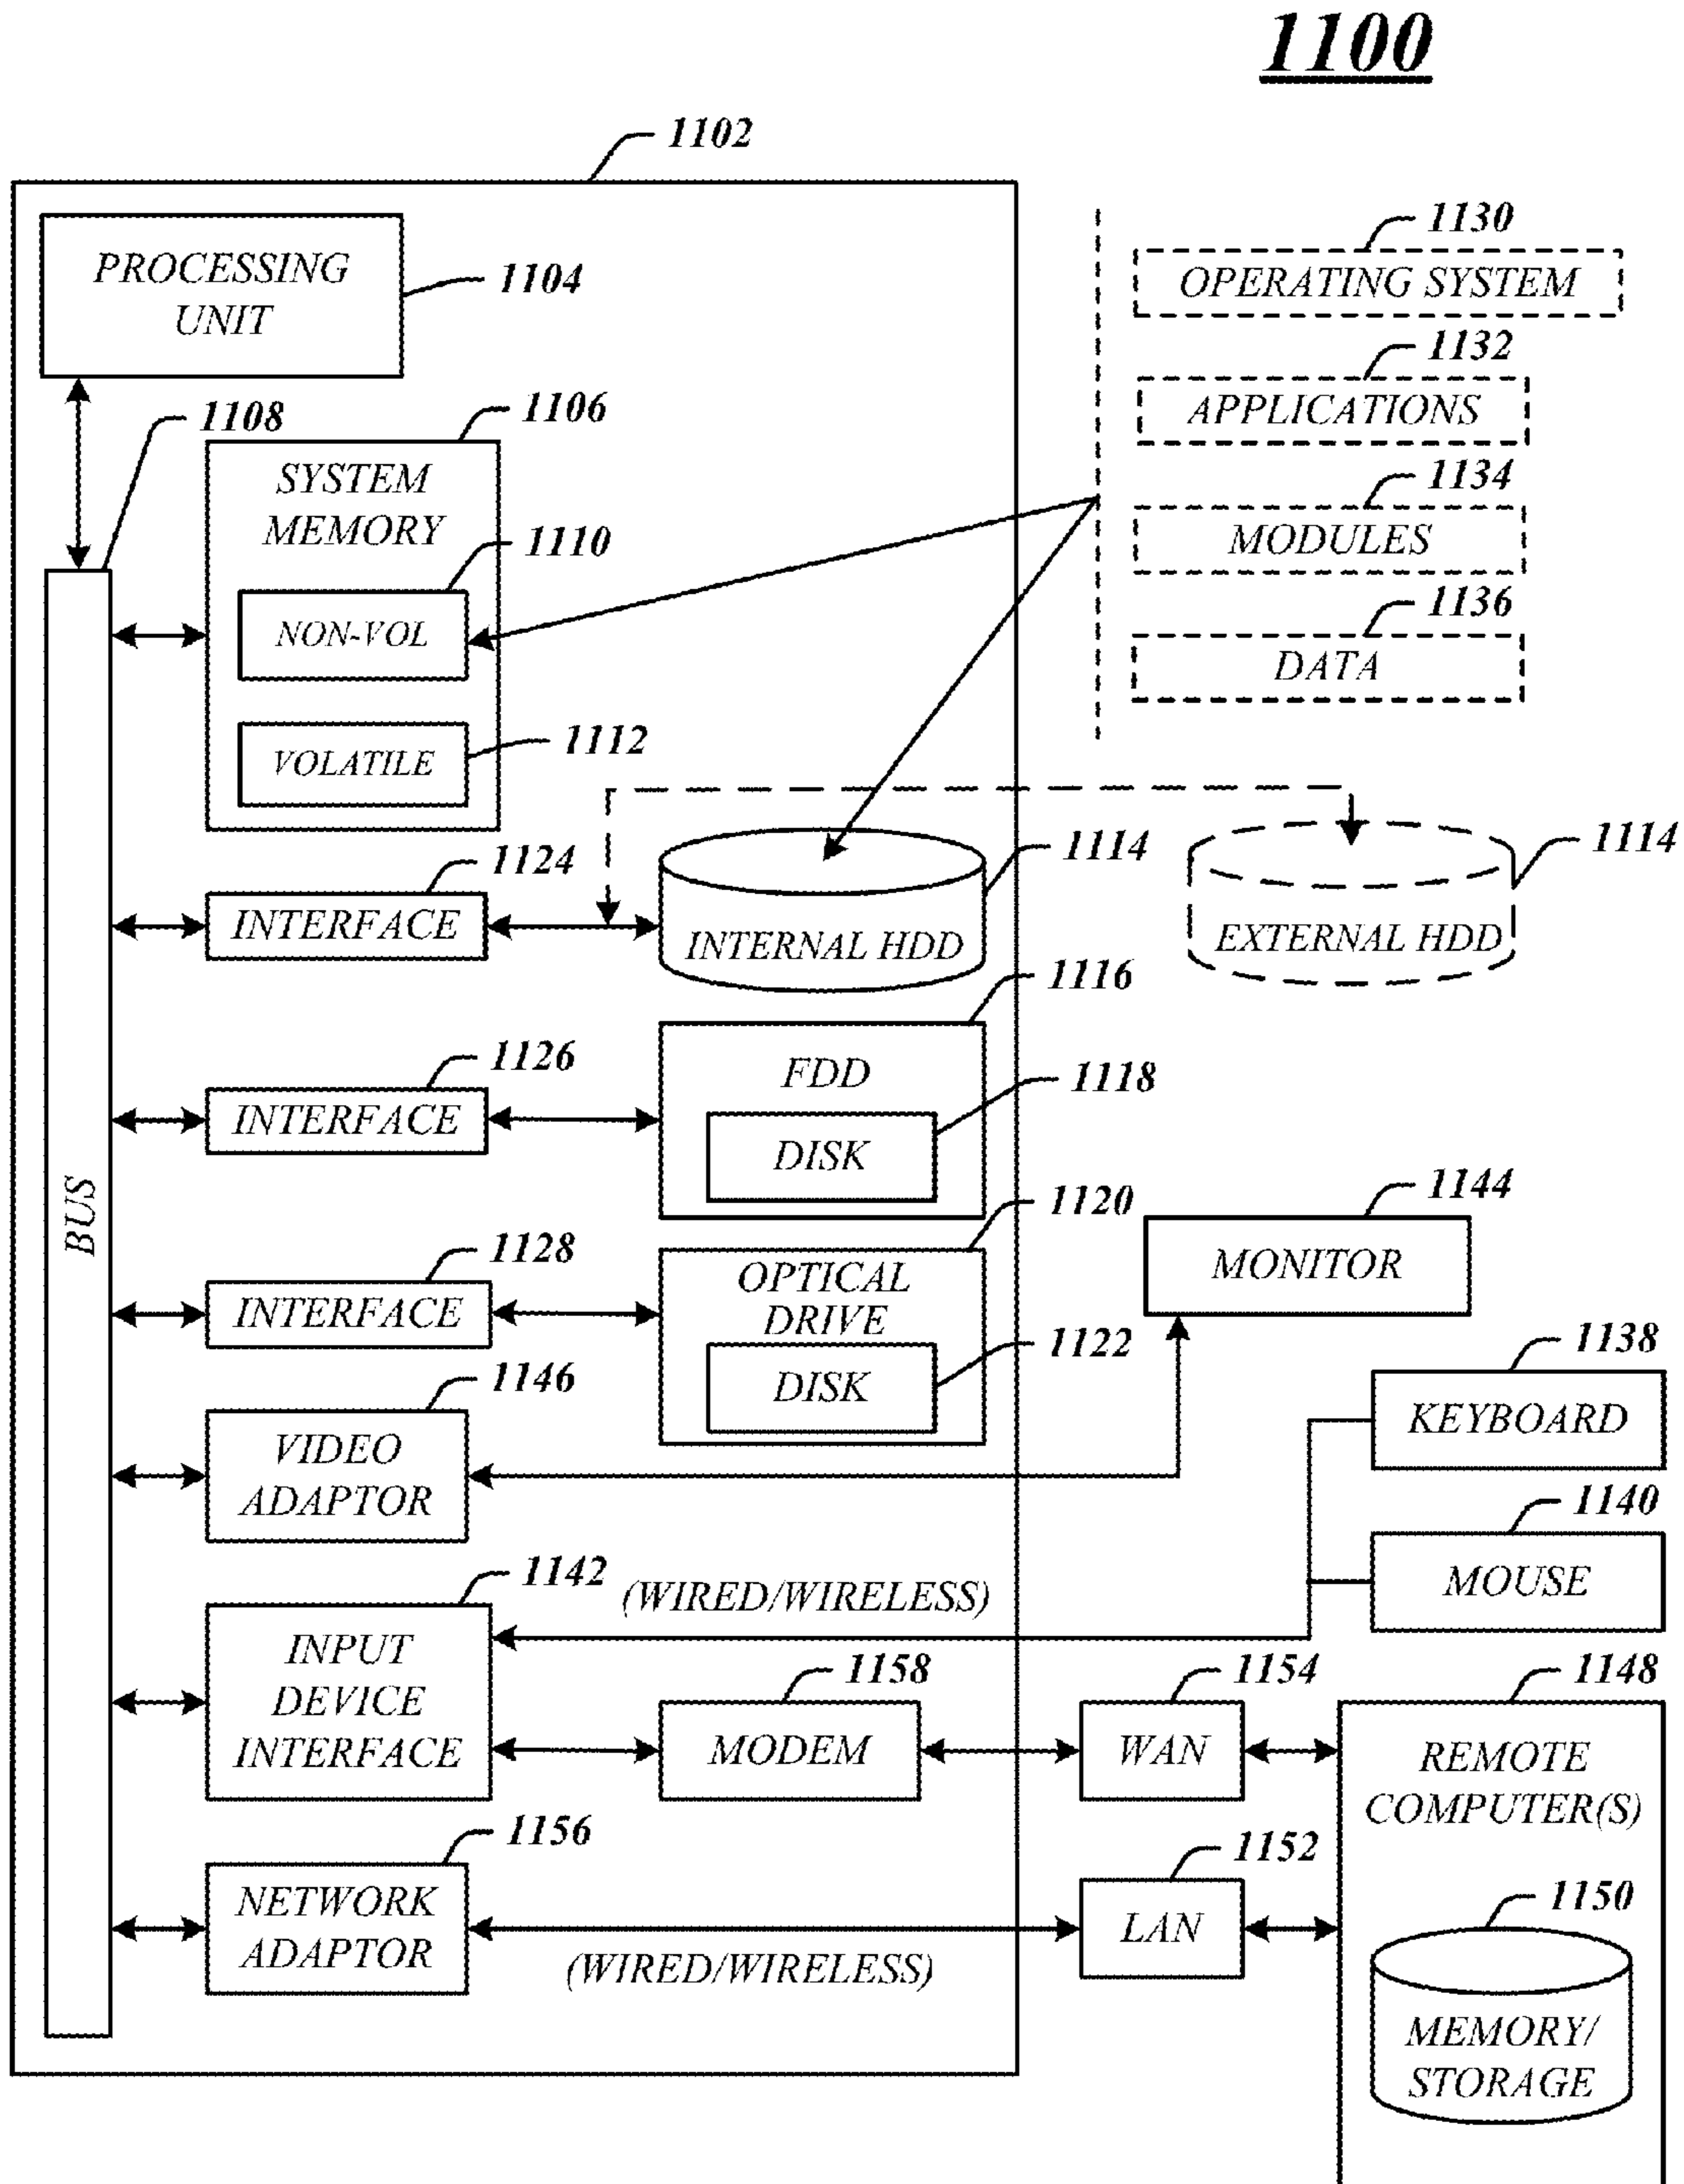 1100
1102
PROCESSING
UNIT
1104
1130
OPERATING SYSTEM
1132
APPLICATIONS
1134
MODULES
1136
DATA
1108
1106
SYSTEM
MEMORY
1110
NON-VOL
1112
VOLATILE
1124
INTERFACE
1114
INTERNAL HDD
1114
EXTERNAL HDD
1126
INTERFACE
1116
FDD
1118
DISK
BUS
1128
INTERFACE
1120
OPTICAL
DRIVE
1122
DISK
1144
MONITOR
1146
VIDEO
ADAPTOR
1138
KEYBOARD
1140
MOUSE
1142
(WIRED/WIRELESS)
INPUT
DEVICE
INTERFACE
1158
MODEM
1154
WAN
1148
REMOTE
COMPUTER(S)
1156
NETWORK
ADAPTOR
(WIRED/WIRELESS)
1152
LAN
1150
MEMORY/
STORAGE